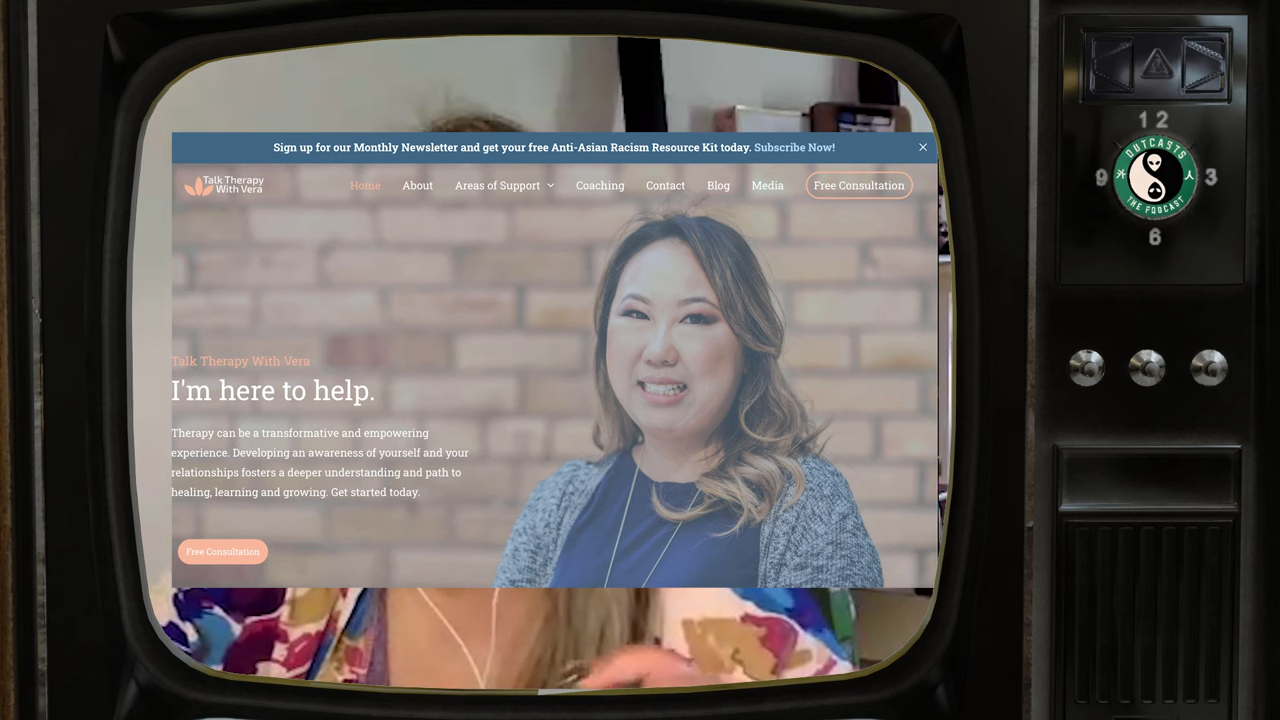 Sign up for our Monthly Newsletter and get your free Anti-Asian Racism Resource Kit today. Subscribe Now!
Talk Therapy
With Vera
Home About Areas of Support Coaching Contact Blog Media Free Consultation
Talk Therapy With Vera
I'm here to help.
Therapy can be a transformative and empowering
experience. Developing an awareness of yourself and your
relationships fosters a deeper understanding and path to
healing, learning and growing. Get started today.
Free Consultation
12
OUTCASTS
9
3
THE PODCAST
6